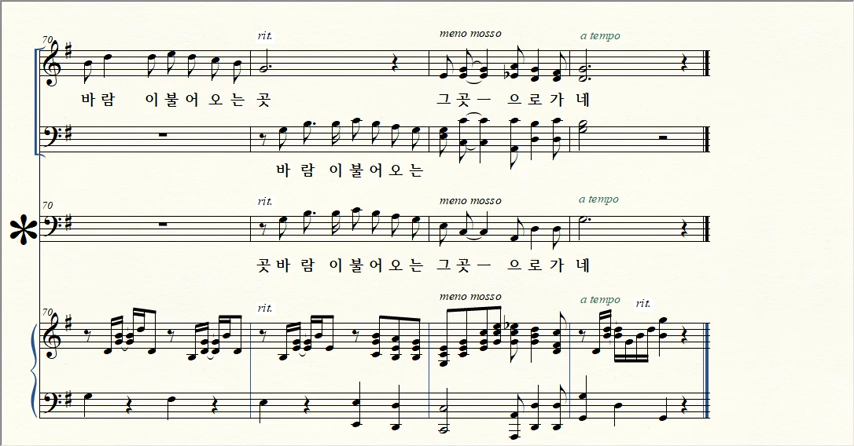 70 rit. meno mosso a tempo
바 람 이 불 어 오 는 곳 그 곳 ㅡ 으 로 가 네
바 람 이 불 어 오 는
70 rit. meno mosso a tempo
곳 바 람 이 불 어 오 는 그 곳 ㅡ 으 로 가 네
70 rit. meno mosso a tempo rit.